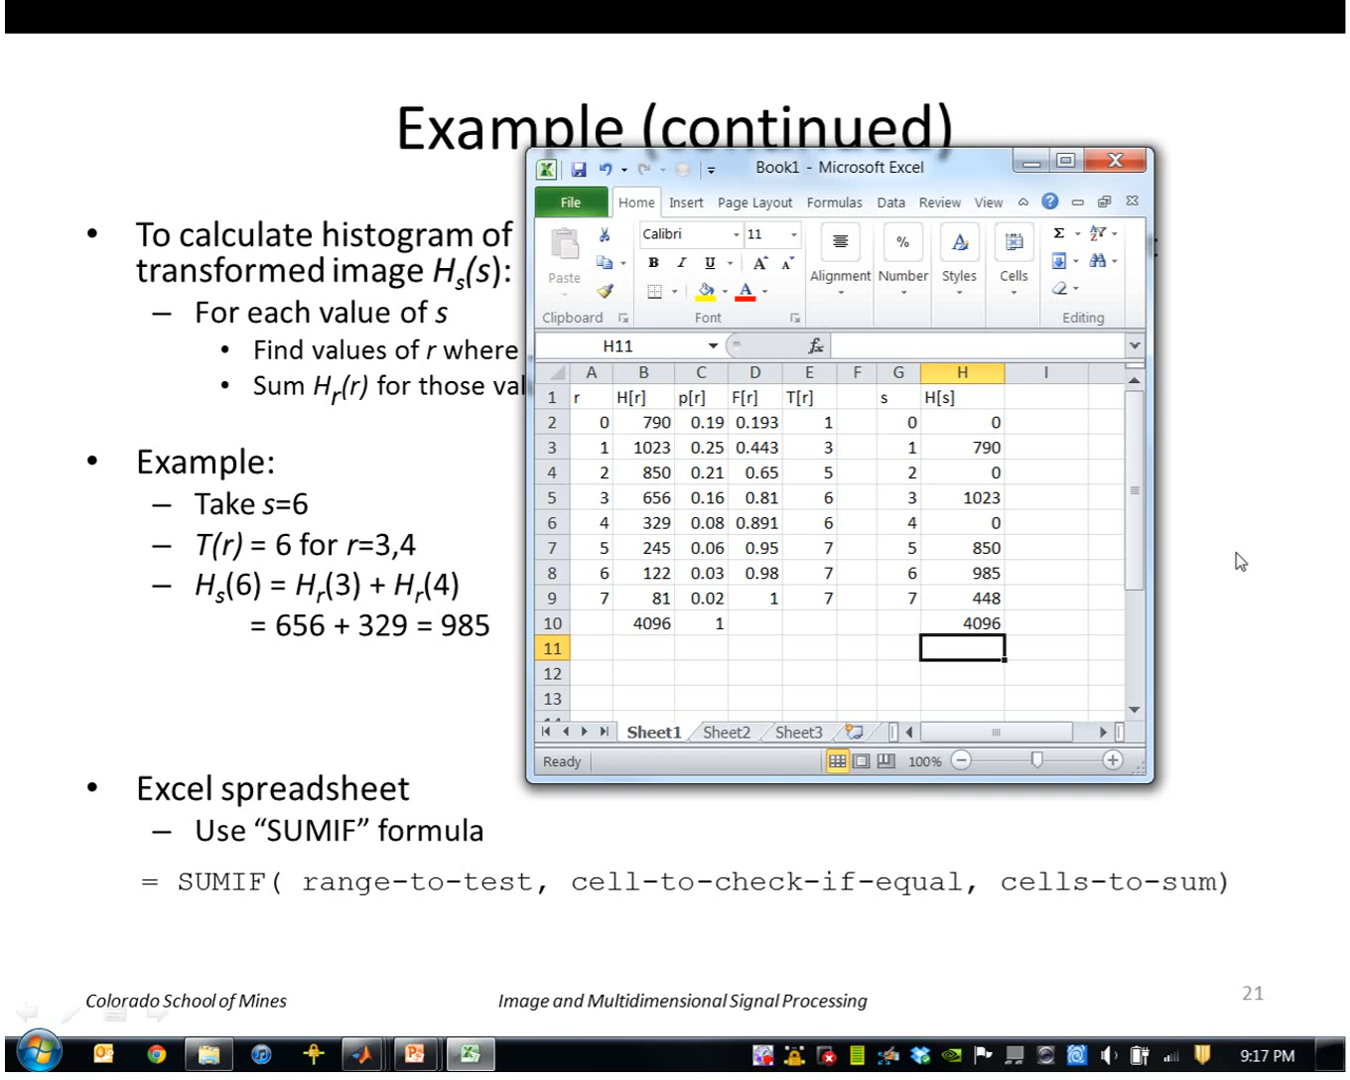 Example (continued)
• To calculate histogram of
transformed image Hs(s):
– For each value of s
• Find values of r where
• Sum Hr(r) for those val
• Example:
– Take s=6
– T(r) = 6 for r=3,4
– Hs(6) = Hr(3) + Hr(4)
= 656 + 329 = 985
• Excel spreadsheet
– Use “SUMIF” formula
= SUMIF( range-to-test, cell-to-check-if-equal, cells-to-sum)
Book1 - Microsoft Excel
File Home Insert Page Layout Formulas Data Review View
Calibri 11
Paste
B I U A A
A
% A
Alignment Number Styles Cells
Σ
Clipboard Font Editing
H11 fx
A B C D E F G H I
1 r H[r] p[r] F[r] T[r] s H[s]
2 0 790 0.19 0.193 1 0 0
3 1 1023 0.25 0.443 3 1 790
4 2 850 0.21 0.65 5 2 0
5 3 656 0.16 0.81 6 3 1023
6 4 329 0.08 0.891 6 4 0
7 5 245 0.06 0.95 7 5 850
8 6 122 0.03 0.98 7 6 985
9 7 81 0.02 1 7 7 448
10 4096 1 4096
11
12
13
Sheet1 Sheet2 Sheet3
Ready 100%
Colorado School of Mines
Image and Multidimensional Signal Processing
21
9:17 PM